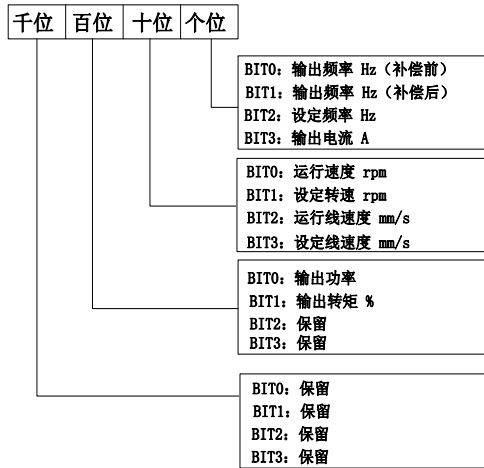 千位 百位 十位 个位
BIT0: 输出频率 Hz（补偿前）
BIT1: 输出频率 Hz（补偿后）
BIT2: 设定频率 Hz
BIT3: 输出电流 A
BIT0: 运行速度 rpm
BIT1: 设定转速 rpm
BIT2: 运行线速度 mm/s
BIT3: 设定线速度 mm/s
BIT0: 输出功率
BIT1: 输出转矩 %
BIT2: 保留
BIT3: 保留
BIT0: 保留
BIT1: 保留
BIT2: 保留
BIT3: 保留